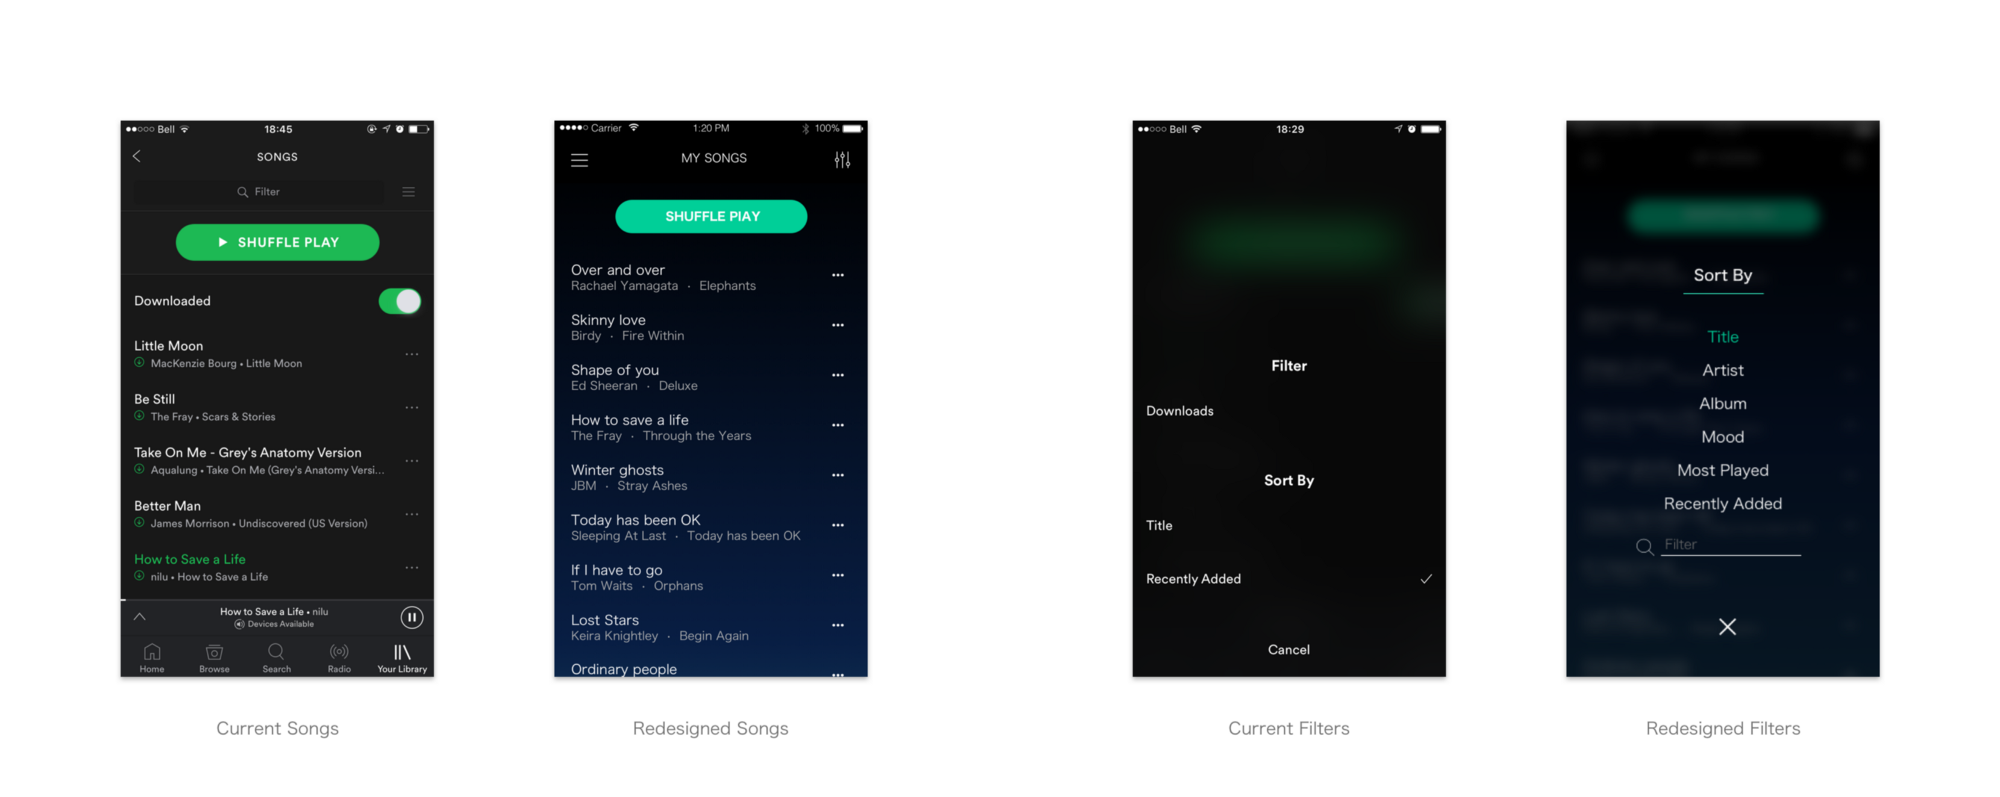 Bell
18:45
SONGS
Filter
SHUFFLE PLAY
Downloaded
Little Moon
MacKenzie Bourg • Little Moon
Be Still
The Fray • Scars & Stories
Take On Me - Grey's Anatomy Version
Aqualung • Take On Me (Grey's Anatomy Versi...
Better Man
James Morrison • Undiscovered (US Version)
How to Save a Life
nilu • How to Save a Life
How to Save a Life • nilu
Devices Available
Home Browse Search Radio Your Library
Current Songs
Carrier 1:20 PM 100%
MY SONGS
SHUFFLE PIAY
Over and over
Rachael Yamagata · Elephants
Skinny love
Birdy · Fire Within
Shape of you
Ed Sheeran · Deluxe
How to save a life
The Fray · Through the Years
Winter ghosts
JBM · Stray Ashes
Today has been OK
Sleeping At Last · Today has been OK
If I have to go
Tom Waits · Orphans
Lost Stars
Keira Knightley · Begin Again
Ordinary people
Redesigned Songs
Bell 18:29
Filter
Downloads
Sort By
Title
Recently Added
Cancel
Current Filters
Sort By
Title
Artist
Album
Mood
Most Played
Recently Added
Filter
Redesigned Filters